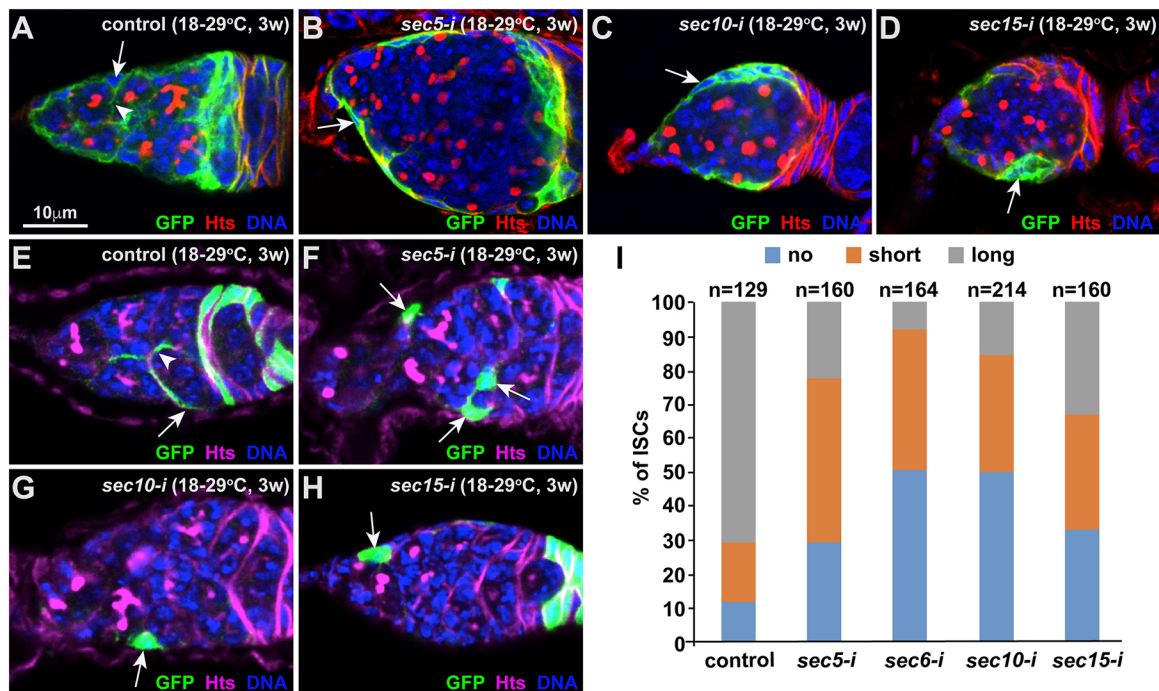 A control (18-29°C, 3w)
10μm
GFP Hts DNA
B sec5-i (18-29°C, 3w)
GFP Hts DNA
C sec10-i (18-29°C, 3w)
GFP Hts DNA
D sec15-i (18-29°C, 3w)
GFP Hts DNA
E control (18-29°C, 3w)
GFP Hts DNA
F sec5-i (18-29°C, 3w)
GFP Hts DNA
G sec10-i (18-29°C, 3w)
GFP Hts DNA
H sec15-i (18-29°C, 3w)
GFP Hts DNA
I
no short long
n=129 n=160 n=164 n=214 n=160
100
90
80
70
60
50
40
30
20
10
0
% of ISCs
control sec5-i sec6-i sec10-i sec15-i